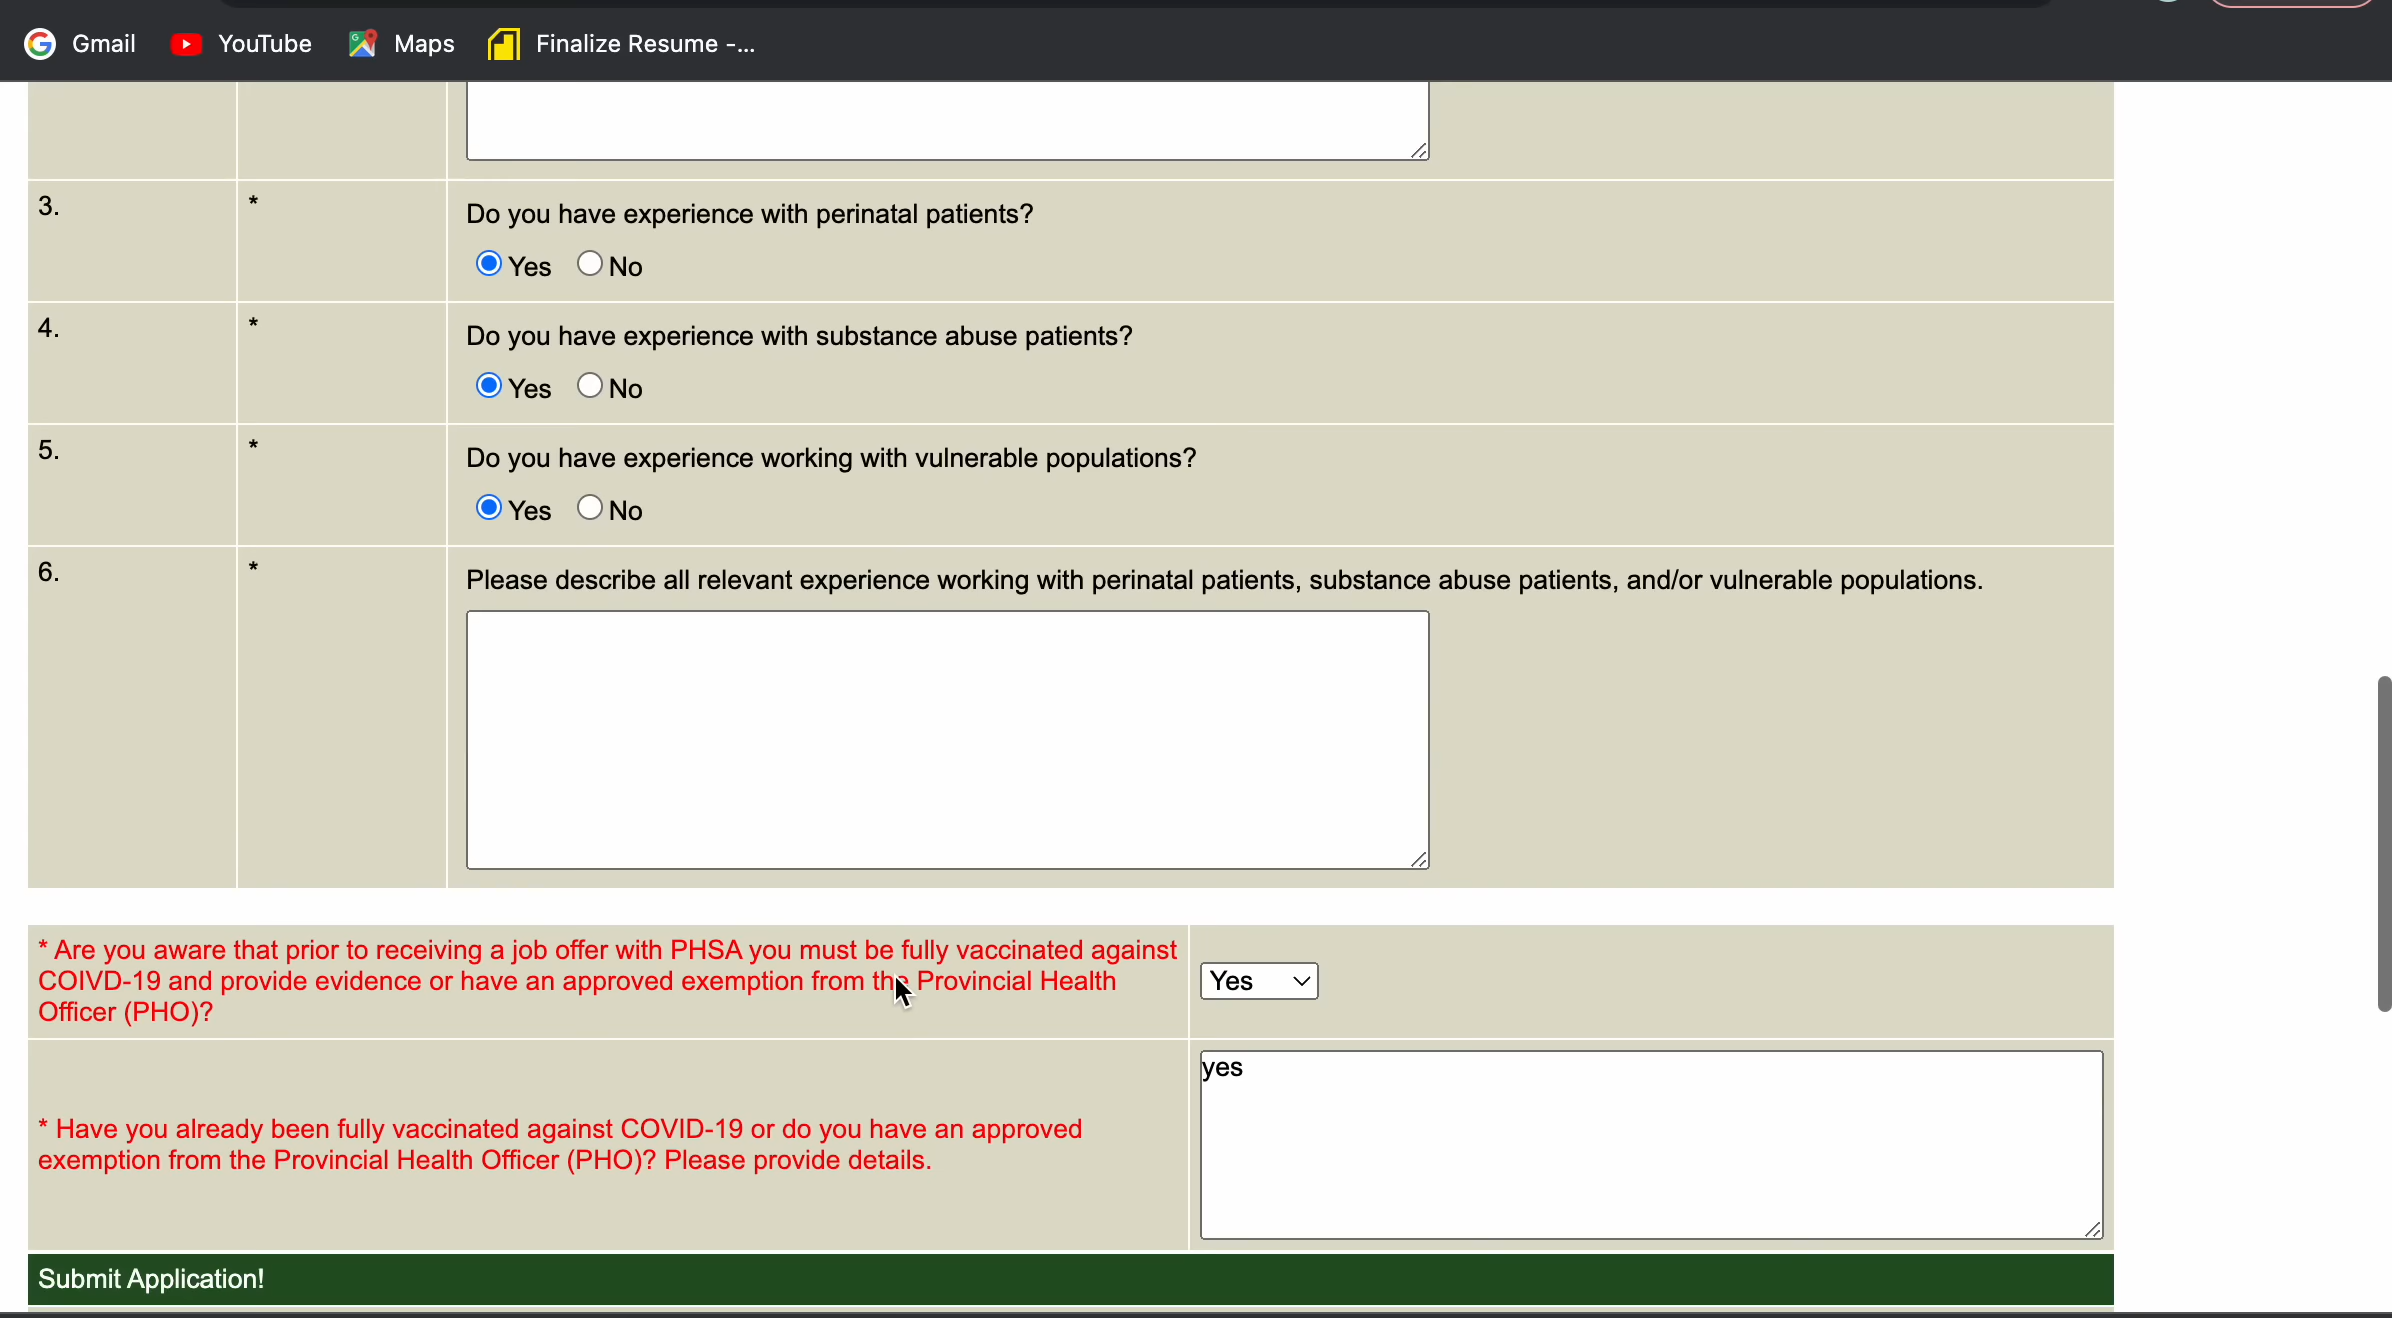 Gmail YouTube Maps Finalize Resume -...
3. * Do you have experience with perinatal patients?
Yes No
4. * Do you have experience with substance abuse patients?
Yes No
5. * Do you have experience working with vulnerable populations?
Yes No
6. * Please describe all relevant experience working with perinatal patients, substance abuse patients, and/or vulnerable populations.
* Are you aware that prior to receiving a job offer with PHSA you must be fully vaccinated against
COIVD-19 and provide evidence or have an approved exemption from the Provincial Health
Officer (PHO)?
Yes
yes
* Have you already been fully vaccinated against COVID-19 or do you have an approved
exemption from the Provincial Health Officer (PHO)? Please provide details.
Submit Application!